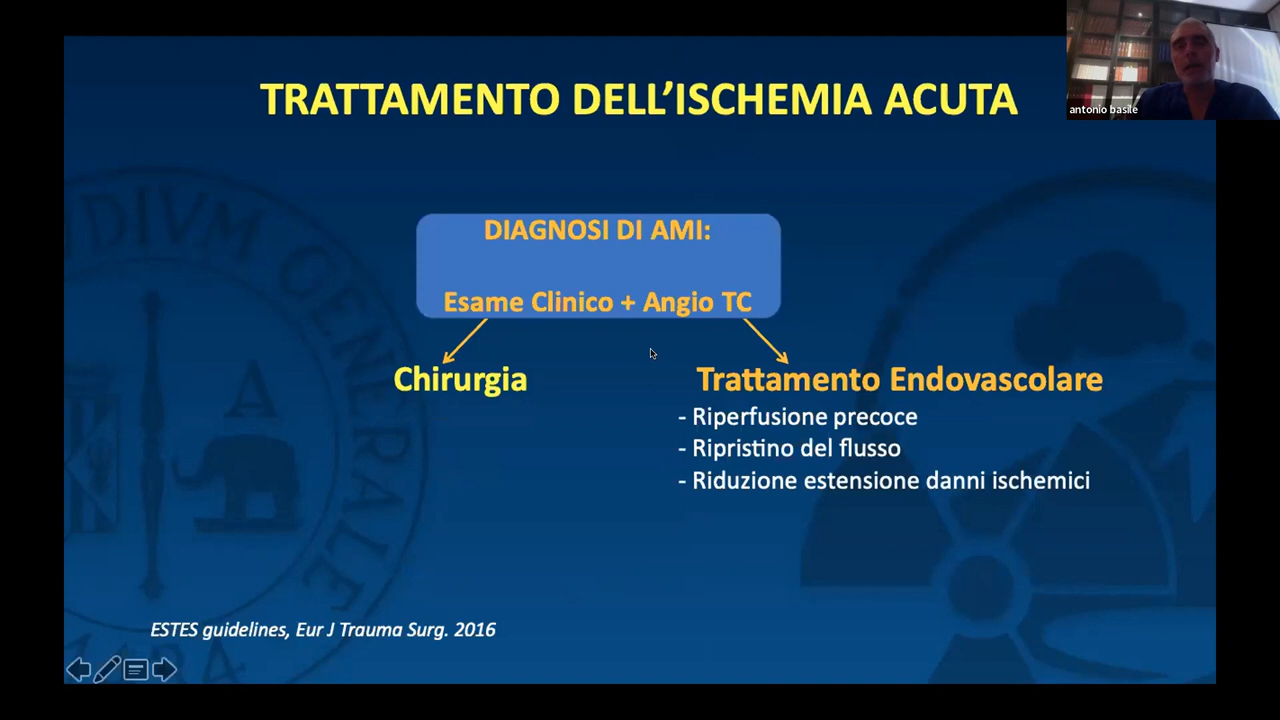 TRATTAMENTO DELL'ISCHEMIA ACUTA
antonio basile
DIAGNOSI DI AMI:
Esame Clinico + Angio TC
Chirurgia
Trattamento Endovascolare
- Riperfusione precoce
- Ripristino del flusso
- Riduzione estensione danni ischemici
ESTES guidelines, Eur J Trauma Surg. 2016
GENERALE
A